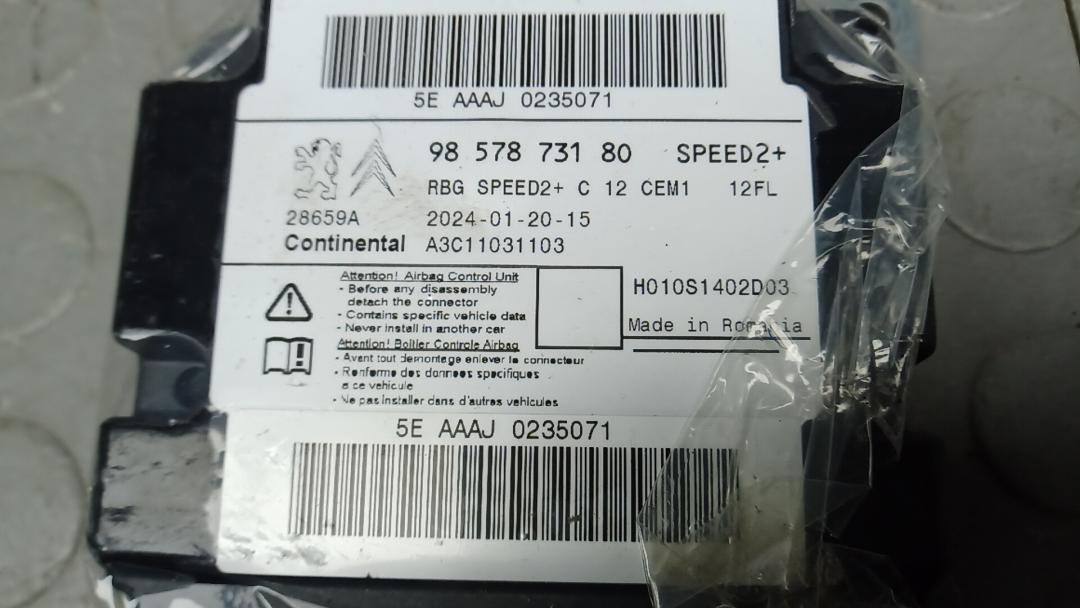 5E AAAJ 0235071
98 578 731 80 SPEED2+
RBG SPEED2+ C 12 CEM1 12FL
28659A 2024-01-20-15
Continental A3C11031103
Attention! Airbag Control Unit
- Before any disassembly
detach the connector
- Contains specific vehicle data
- Never install in another car
Attention! Boîtier Controle Airbag
- Avant tout demontage enlever le connecteur
- Renferme des donnees specifiques
a ce vehicule
- Ne pas installer dans d'autres vehicules
H010S1402D03
Made in Romania
5E AAAJ 0235071